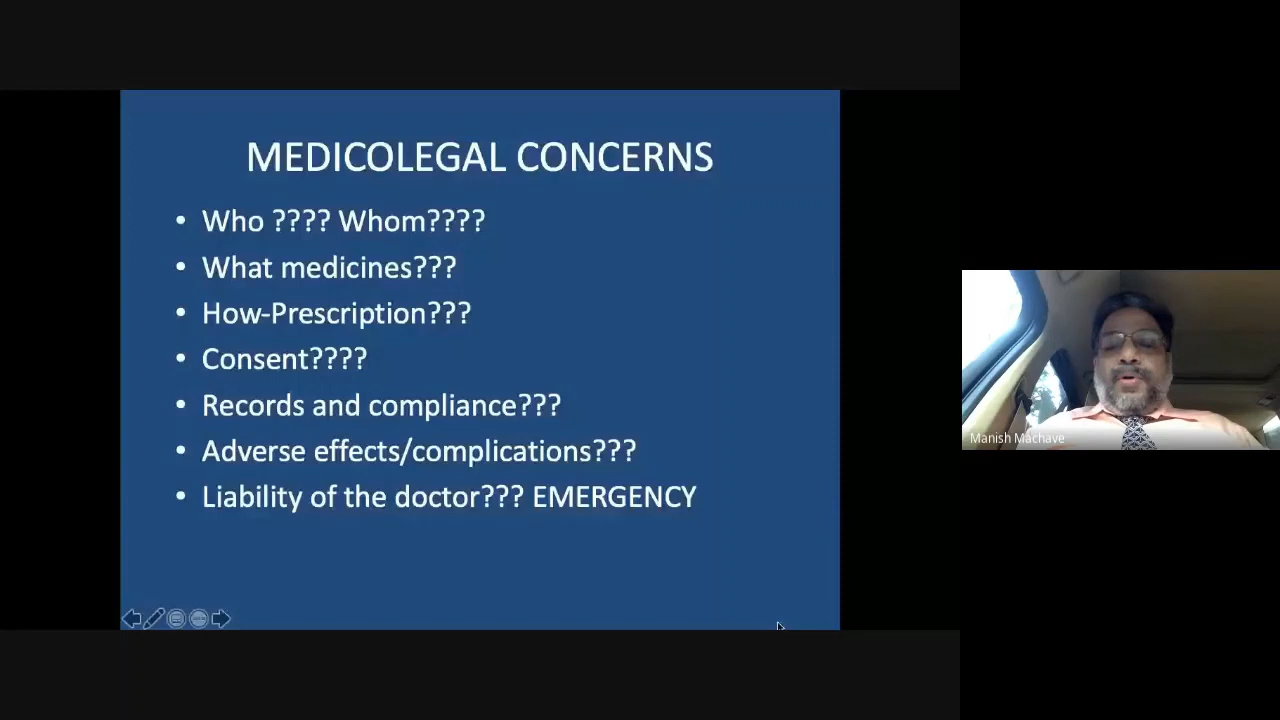 MEDICOLEGAL CONCERNS
• Who ???? Whom????
• What medicines???
• How-Prescription???
• Consent????
• Records and compliance???
• Adverse effects/complications???
• Liability of the doctor??? EMERGENCY
Manish Machave